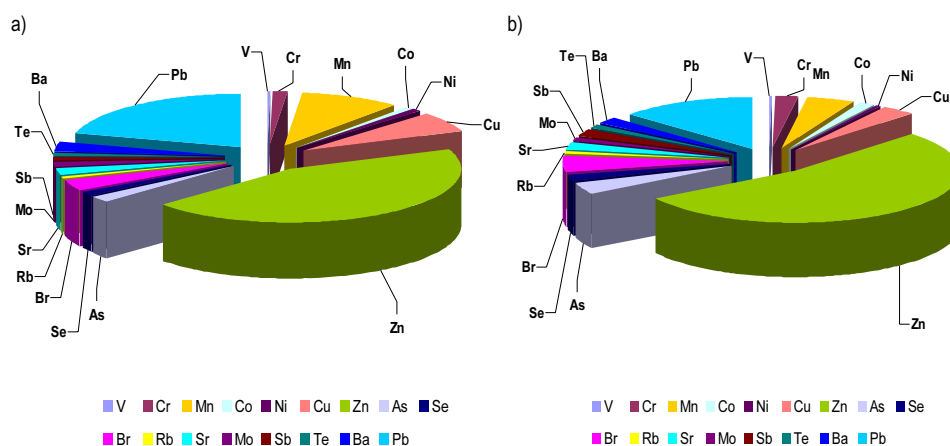 a)
V
Cr
Mn
Co
Ni
Cu
Zn
As
Se
Br
Rb
Sr
Mo
Sb
Te
Ba
Pb
V Cr Mn Co Ni Cu Zn As Se
Br Rb Sr Mo Sb Te Ba Pb
b)
V
Cr
Mn
Co
Ni
Cu
Zn
As
Se
Br
Rb
Sr
Mo
Sb
Te
Ba
Pb
V Cr Mn Co Ni Cu Zn As Se
Br Rb Sr Mo Sb Te Ba Pb